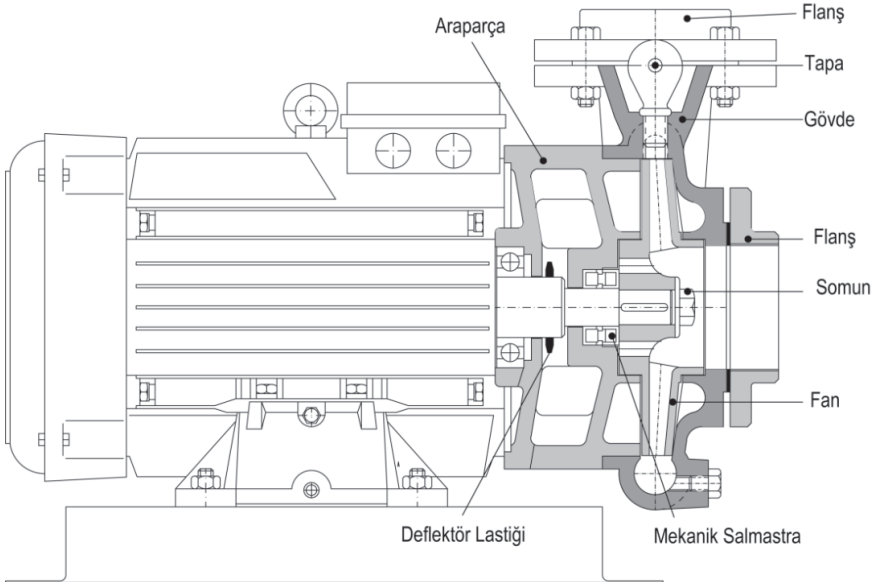 Flanş
Araparça
Tapa
Gövde
Flanş
Somun
Fan
Deflektör Lastiği
Mekanik Salmastra